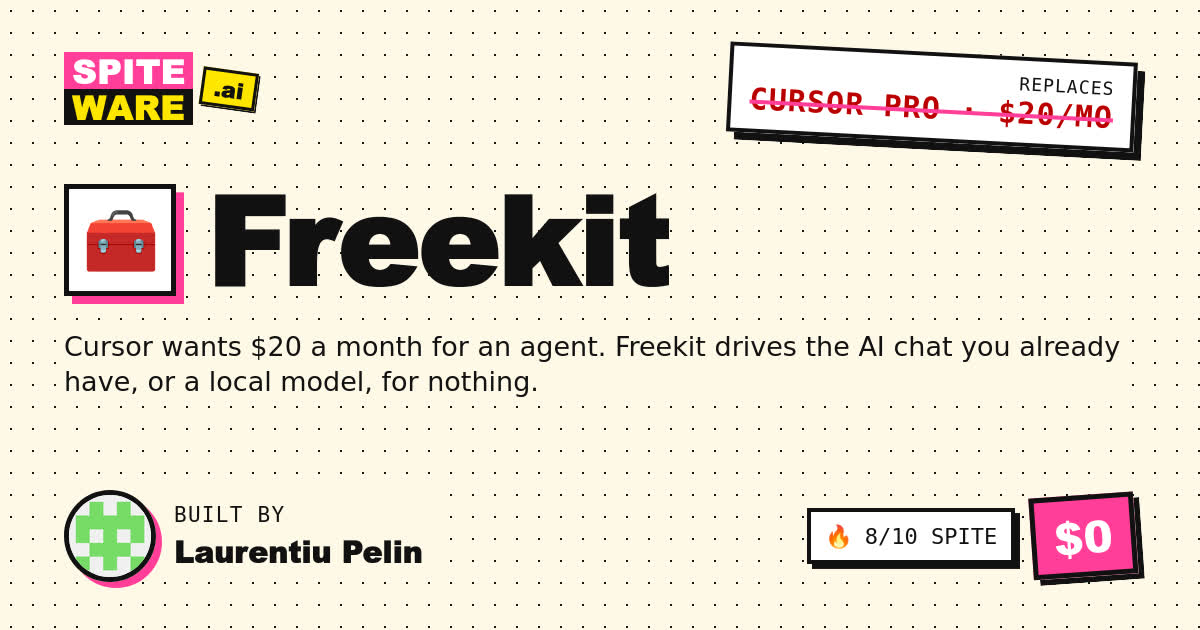 SPITE
WARE
.ai
REPLACES
CURSOR PRO · $20/MO
Freekit
Cursor wants $20 a month for an agent. Freekit drives the AI chat you already
have, or a local model, for nothing.
BUILT BY
Laurentiu Pelin
🔥 8/10 SPITE
$0